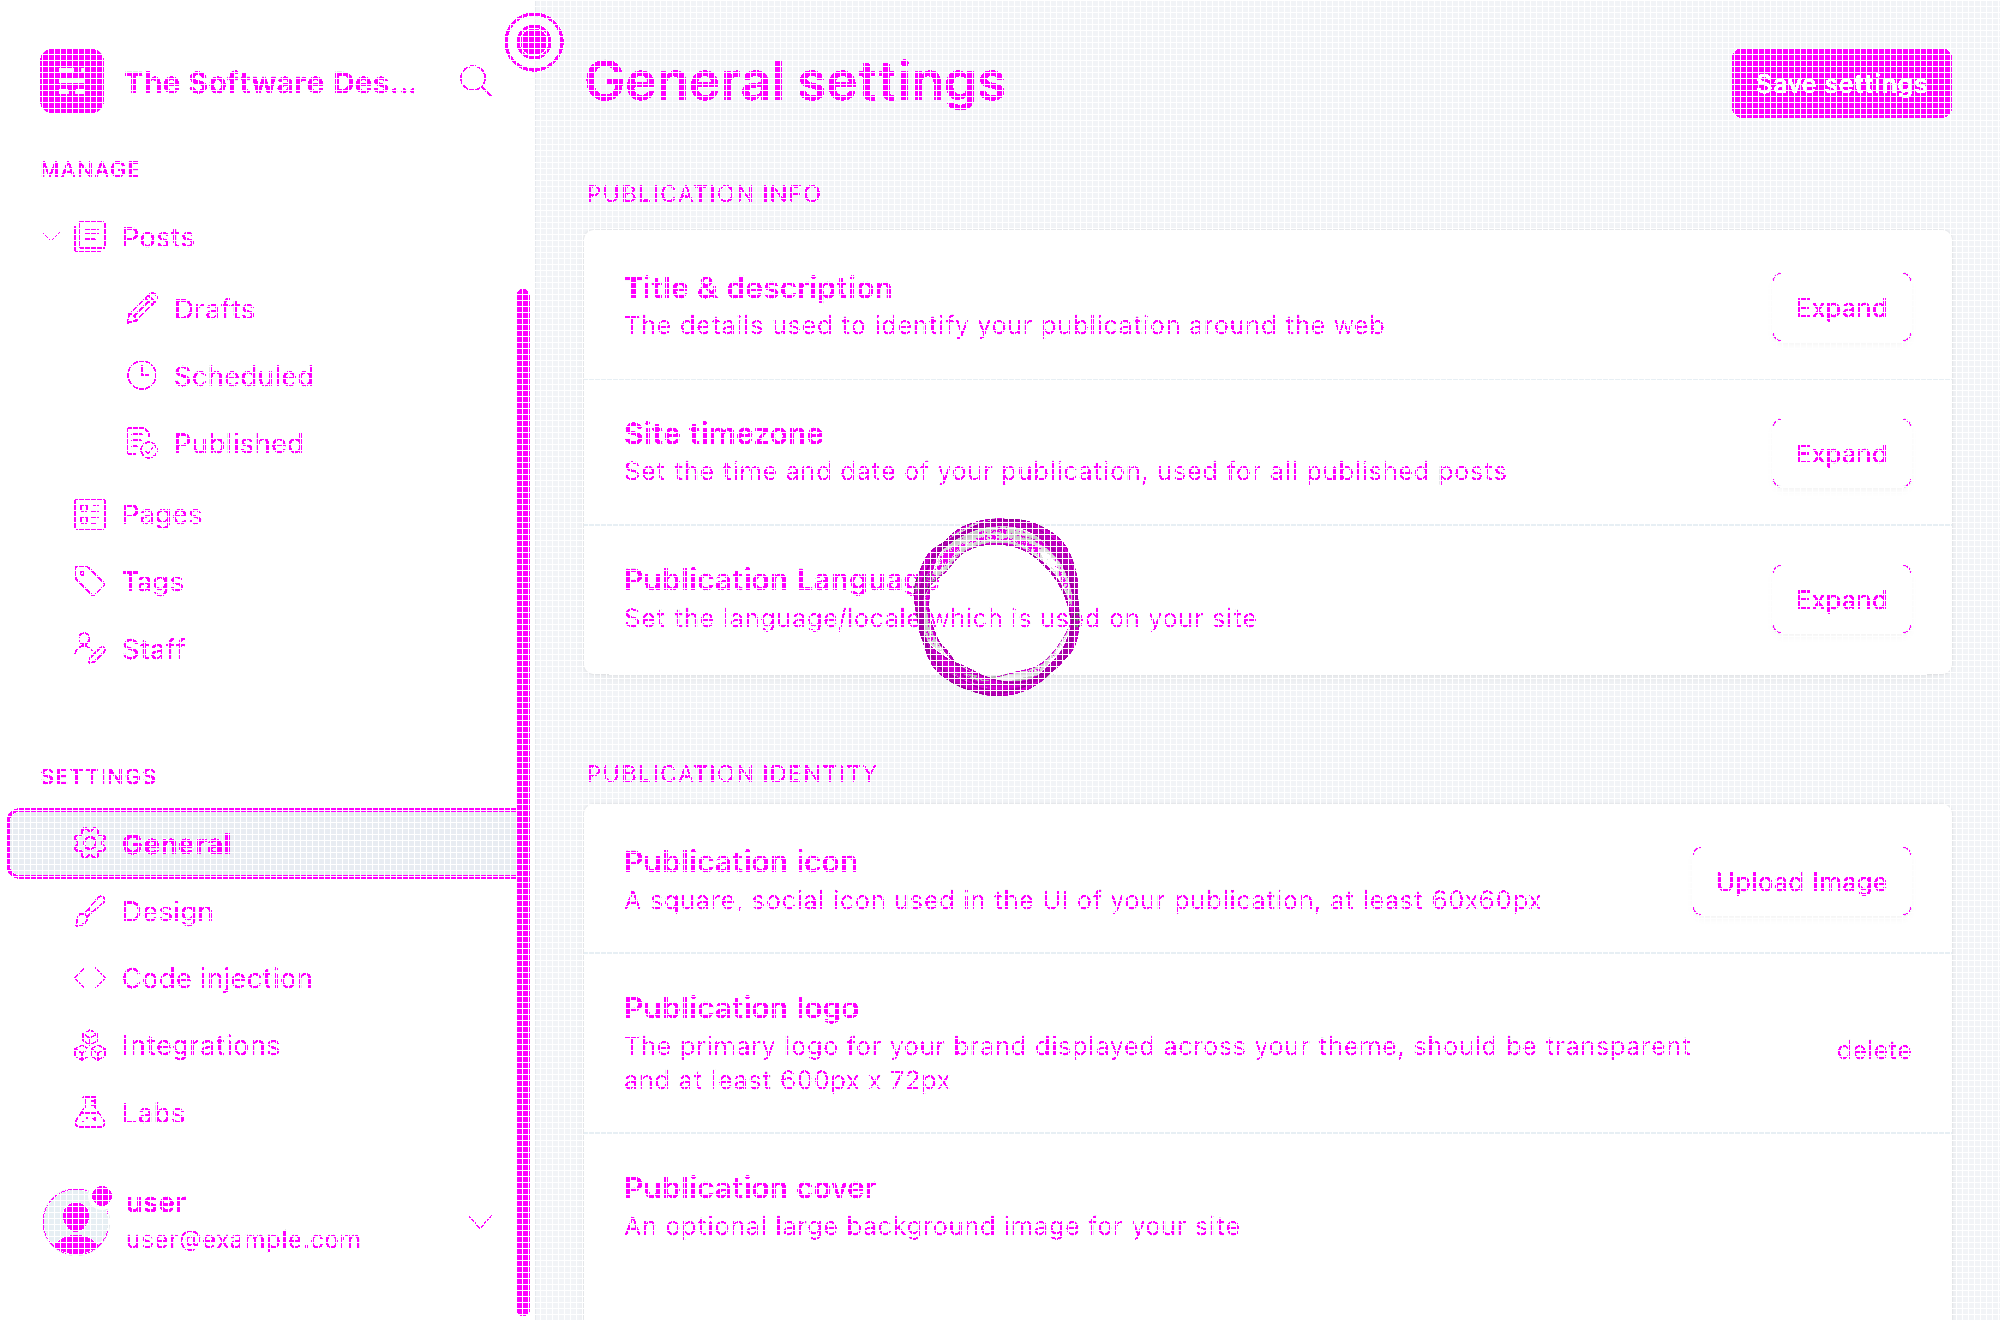 The Software Des...
MANAGE
Posts
Drafts
Scheduled
Published
Pages
Tags
Staff
SETTINGS
General
Design
Code injection
Integrations
Labs
user
user@example.com
General settings
Save settings
PUBLICATION INFO
Title & description
The details used to identify your publication around the web
Expand
Site timezone
Set the time and date of your publication, used for all published posts
Expand
Publication Language
Set the language/locale which is used on your site
Expand
PUBLICATION IDENTITY
Publication icon
A square, social icon used in the UI of your publication, at least 60x60px
Upload Image
Publication logo
The primary logo for your brand displayed across your theme, should be transparent
and at least 600px x 72px
delete
Publication cover
An optional large background image for your site